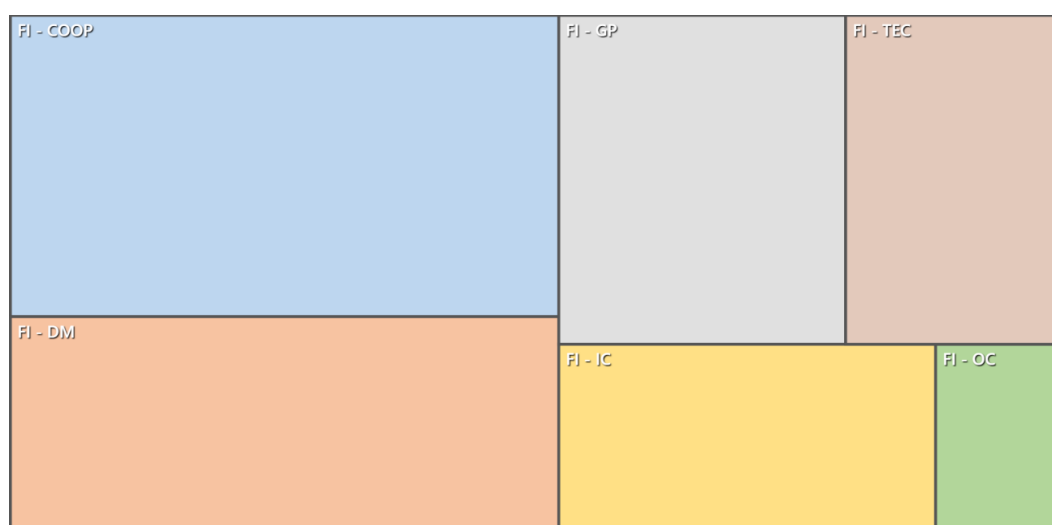 FI - COOP
FI - GP
FI - TEC
FI - DM
FI - IC
FI - OC